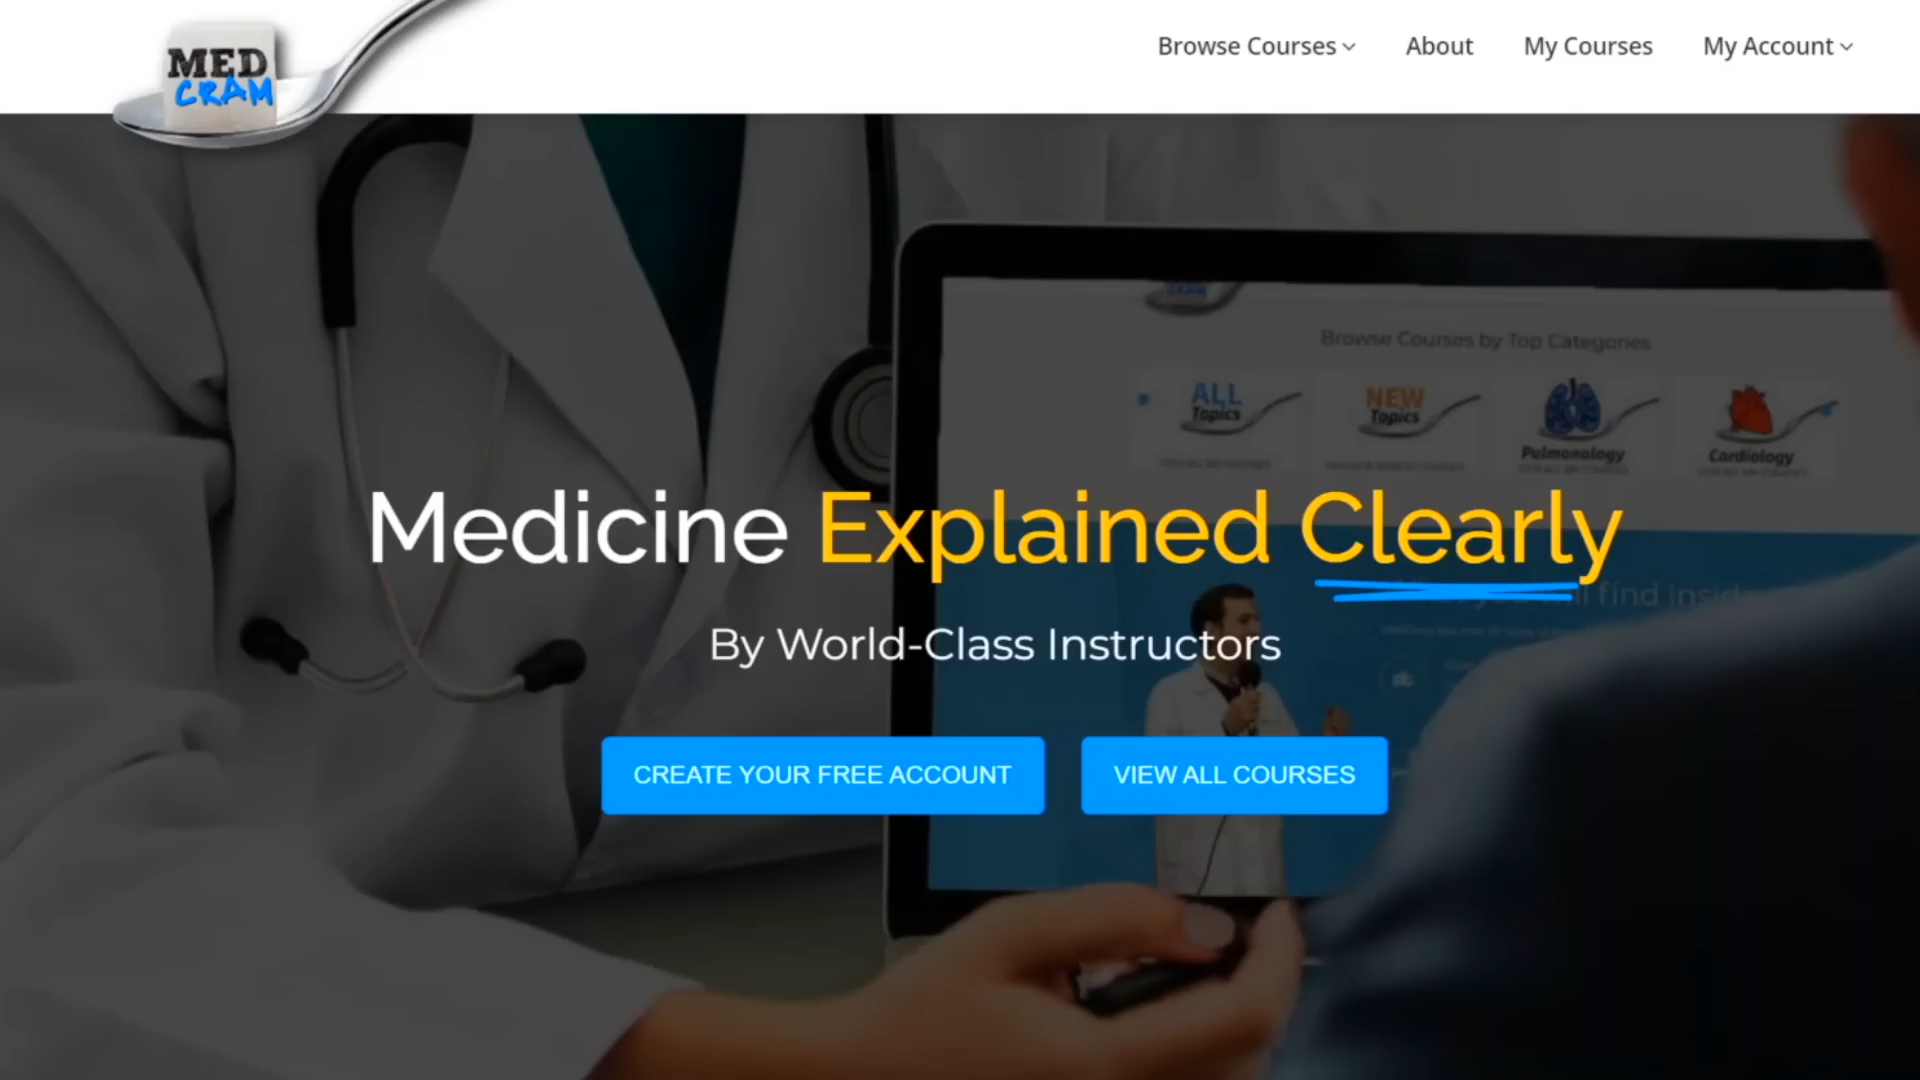 MED
CRAM
Browse Courses
About
My Courses
My Account
Browse Courses by Top Categories
ALL
Topics
NEW
Topics
Pulmonology
Cardiology
Medicine Explained Clearly
find
By World-Class Instructors
CREATE YOUR FREE ACCOUNT
VIEW ALL COURSES